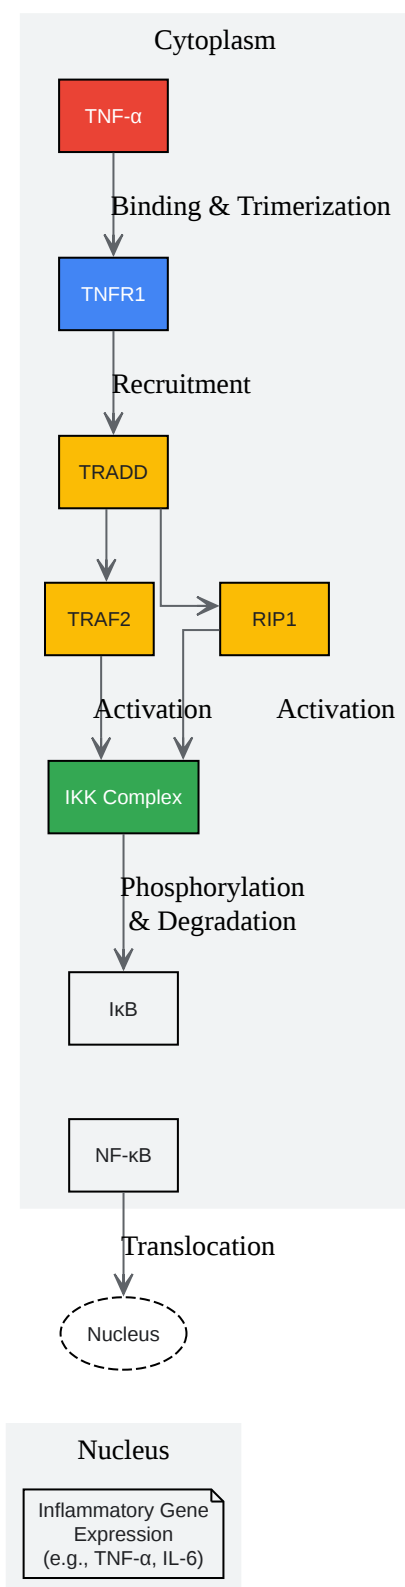 Cytoplasm
TNF-α
Binding & Trimerization
TNFR1
Recruitment
TRADD
TRAF2
RIP1
Activation
Activation
IKK Complex
Phosphorylation
& Degradation
IκB
NF-κB
Translocation
Nucleus
Nucleus
Inflammatory Gene
Expression
(e.g., TNF-α, IL-6)